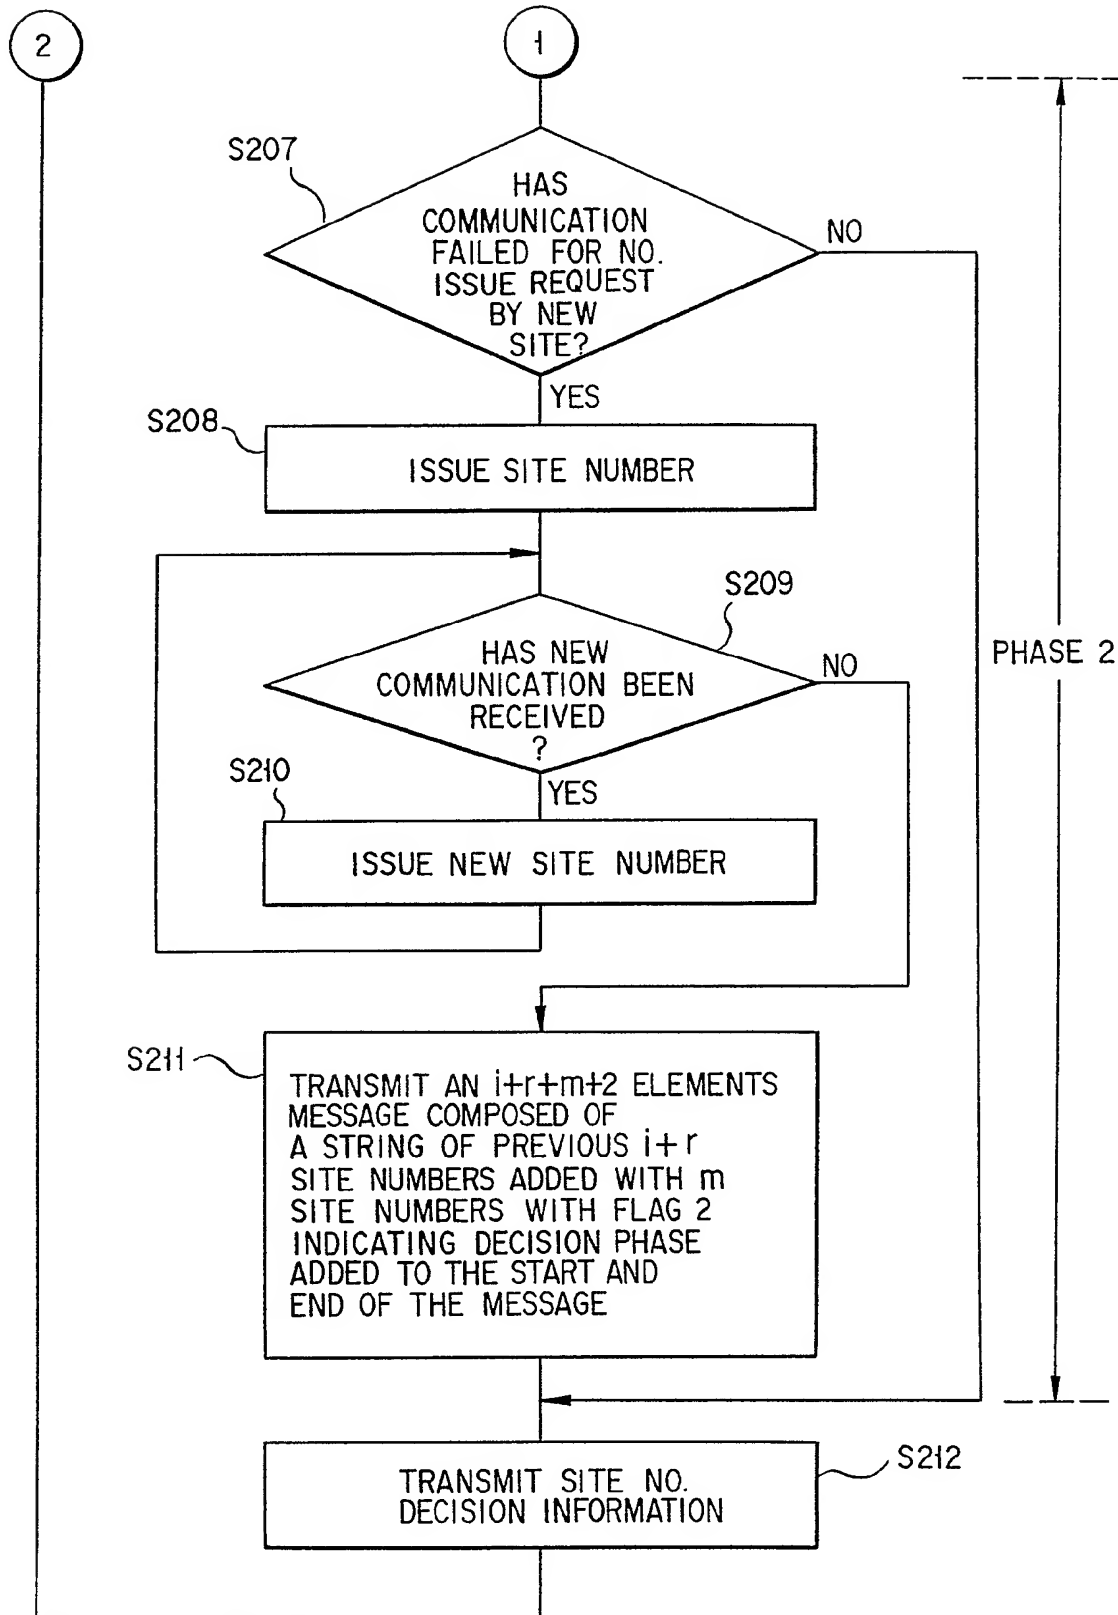 2
1
S207
HAS
COMMUNICATION
FAILED FOR NO.
ISSUE REQUEST
BY NEW
SITE?
NO
YES
S208
ISSUE SITE NUMBER
S209
HAS NEW
COMMUNICATION BEEN
RECEIVED
?
NO
PHASE 2
YES
S210
ISSUE NEW SITE NUMBER
S211
TRANSMIT AN i+r+m+2 ELEMENTS
MESSAGE COMPOSED OF
A STRING OF PREVIOUS i+r
SITE NUMBERS ADDED WITH m
SITE NUMBERS WITH FLAG 2
INDICATING DECISION PHASE
ADDED TO THE START AND
END OF THE MESSAGE
S212
TRANSMIT SITE NO.
DECISION INFORMATION